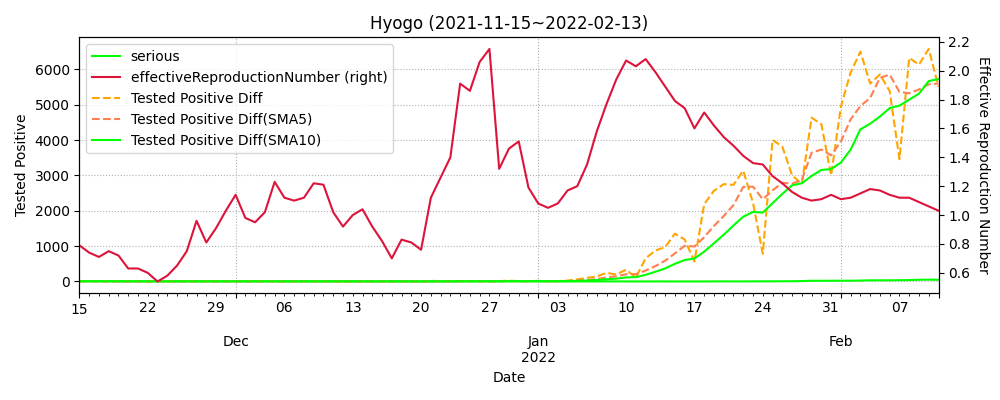 Hyogo (2021-11-15~2022-02-13)
serious
effectiveReproductionNumber (right)
Tested Positive Diff
Tested Positive Diff(SMA5)
Tested Positive Diff(SMA10)
Tested Positive
6000
5000
4000
3000
2000
1000
0
2.2
2.0
1.8
1.6
1.4
1.2
1.0
0.8
0.6
Effective Reproduction Number
15 22 29 06 13 20 27 03 10 17 24 31 07
Dec Jan Feb
2022
Date